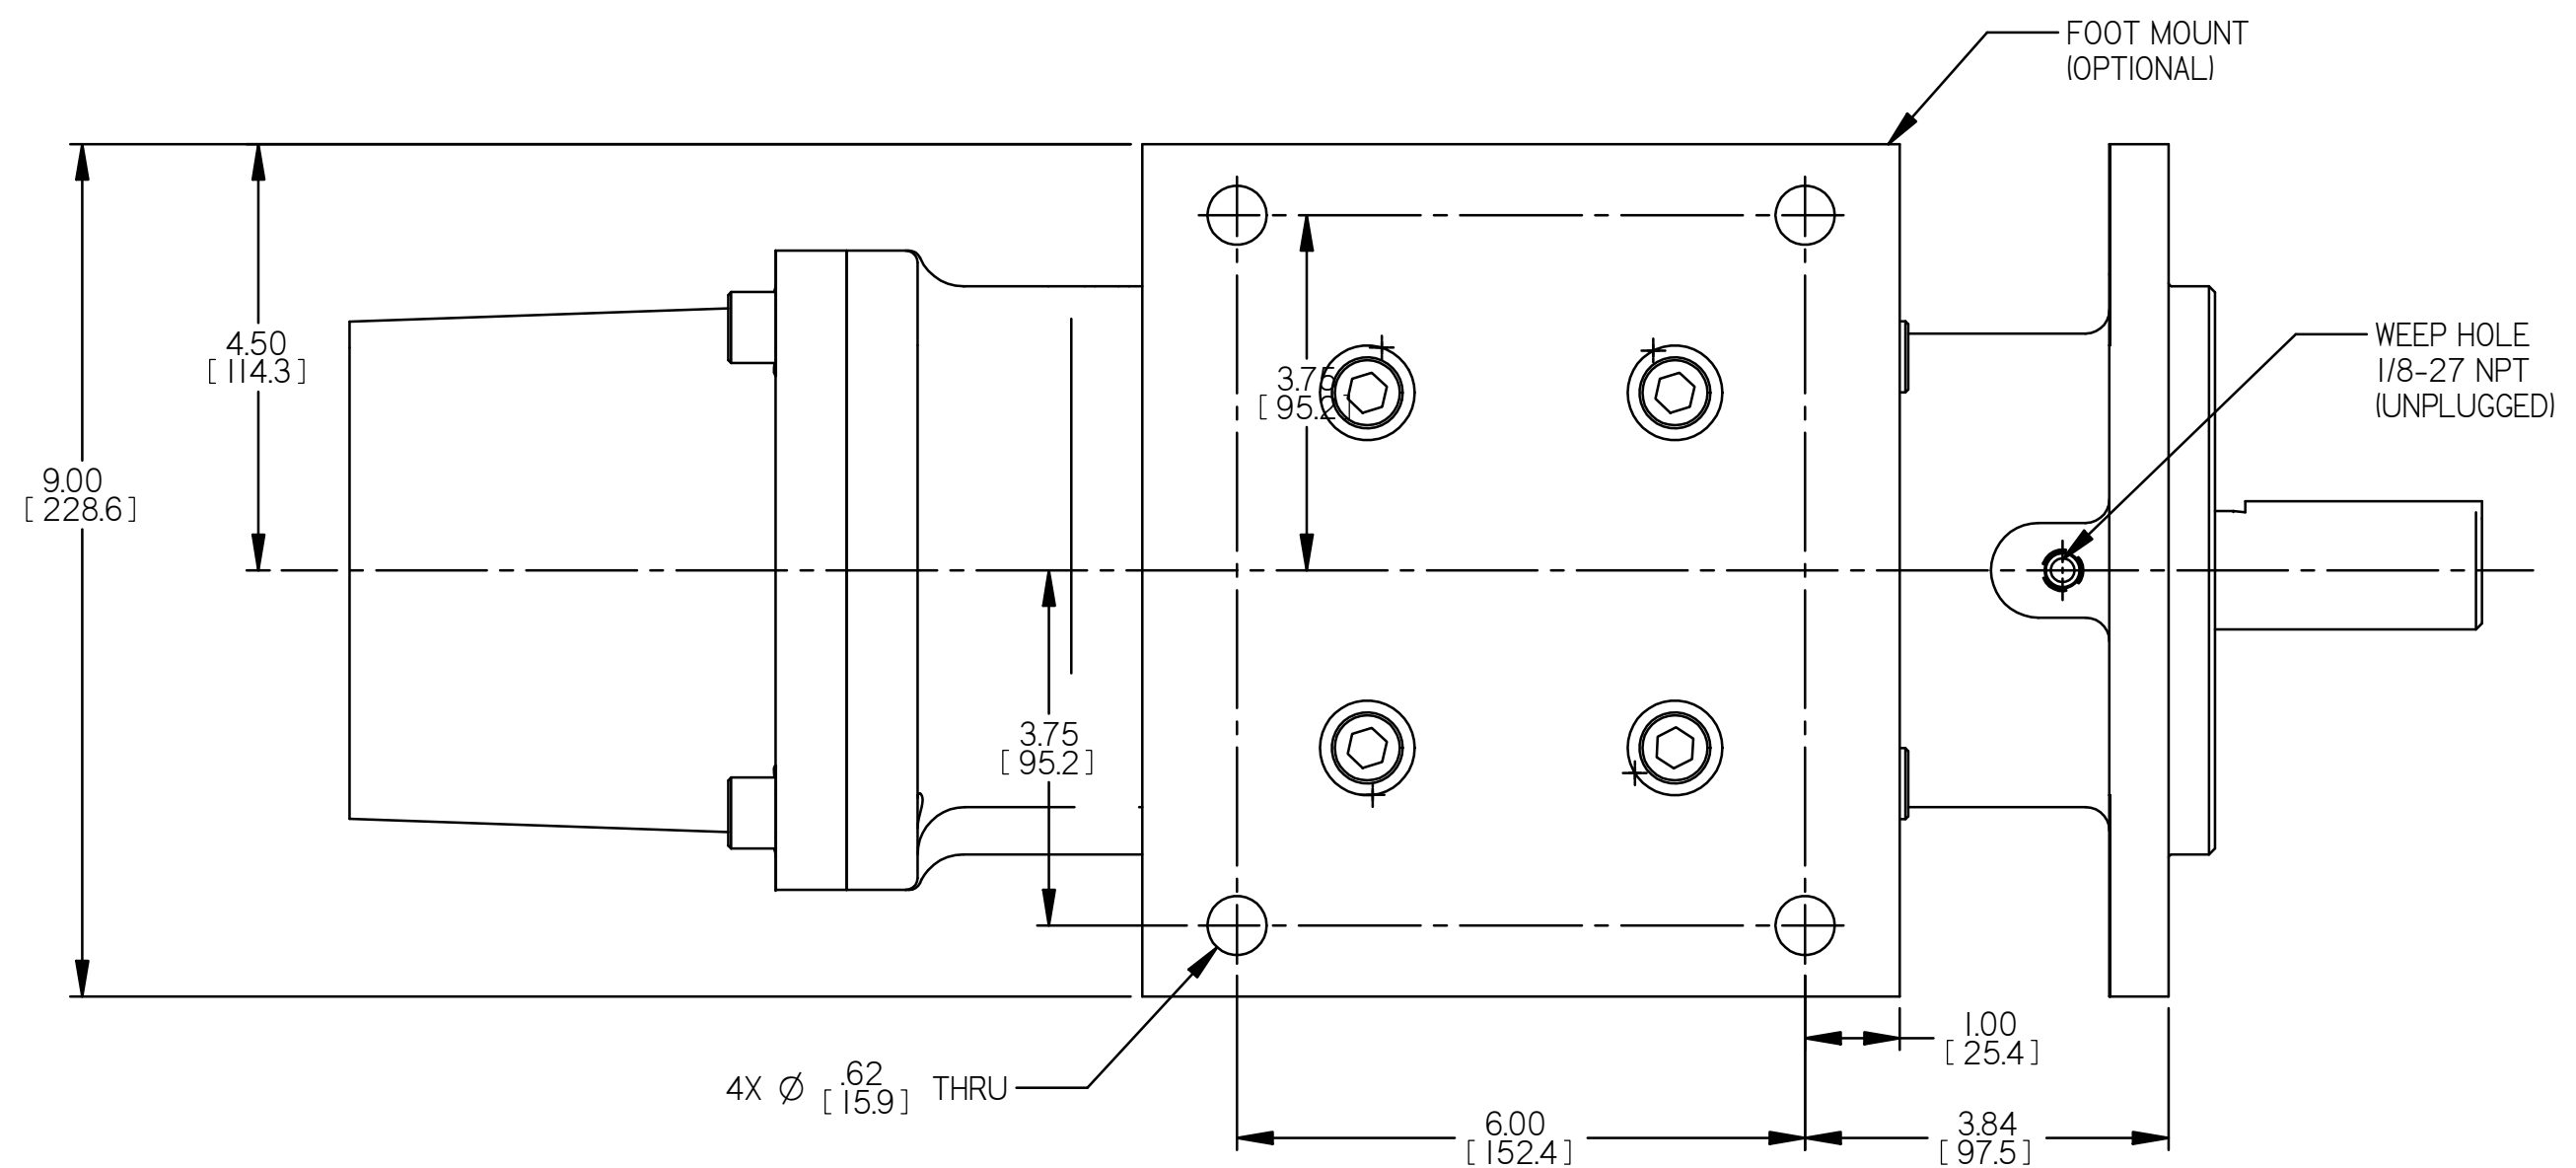 FOOT MOUNT
(OPTIONAL)
4.50
[114.3]
WEEP HOLE
1/8-27 NPT
(UNPLUGGED)
3.75
[95.2]
9.00
[228.6]
3.75
[95.2]
1.00
[25.4]
4X Ø .62 THRU
[15.9]
6.00
[152.4]
3.84
[97.5]